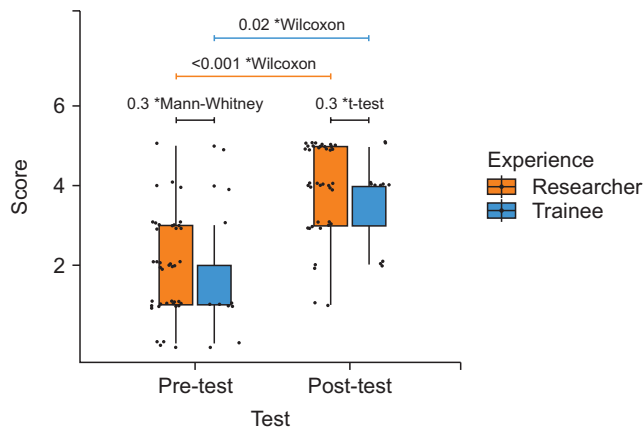 0.02 *Wilcoxon
<0.001 *Wilcoxon
0.3 *Mann-Whitney
0.3 *t-test
6
4
2
Score
Pre-test
Post-test
Test
Experience
Researcher
Trainee